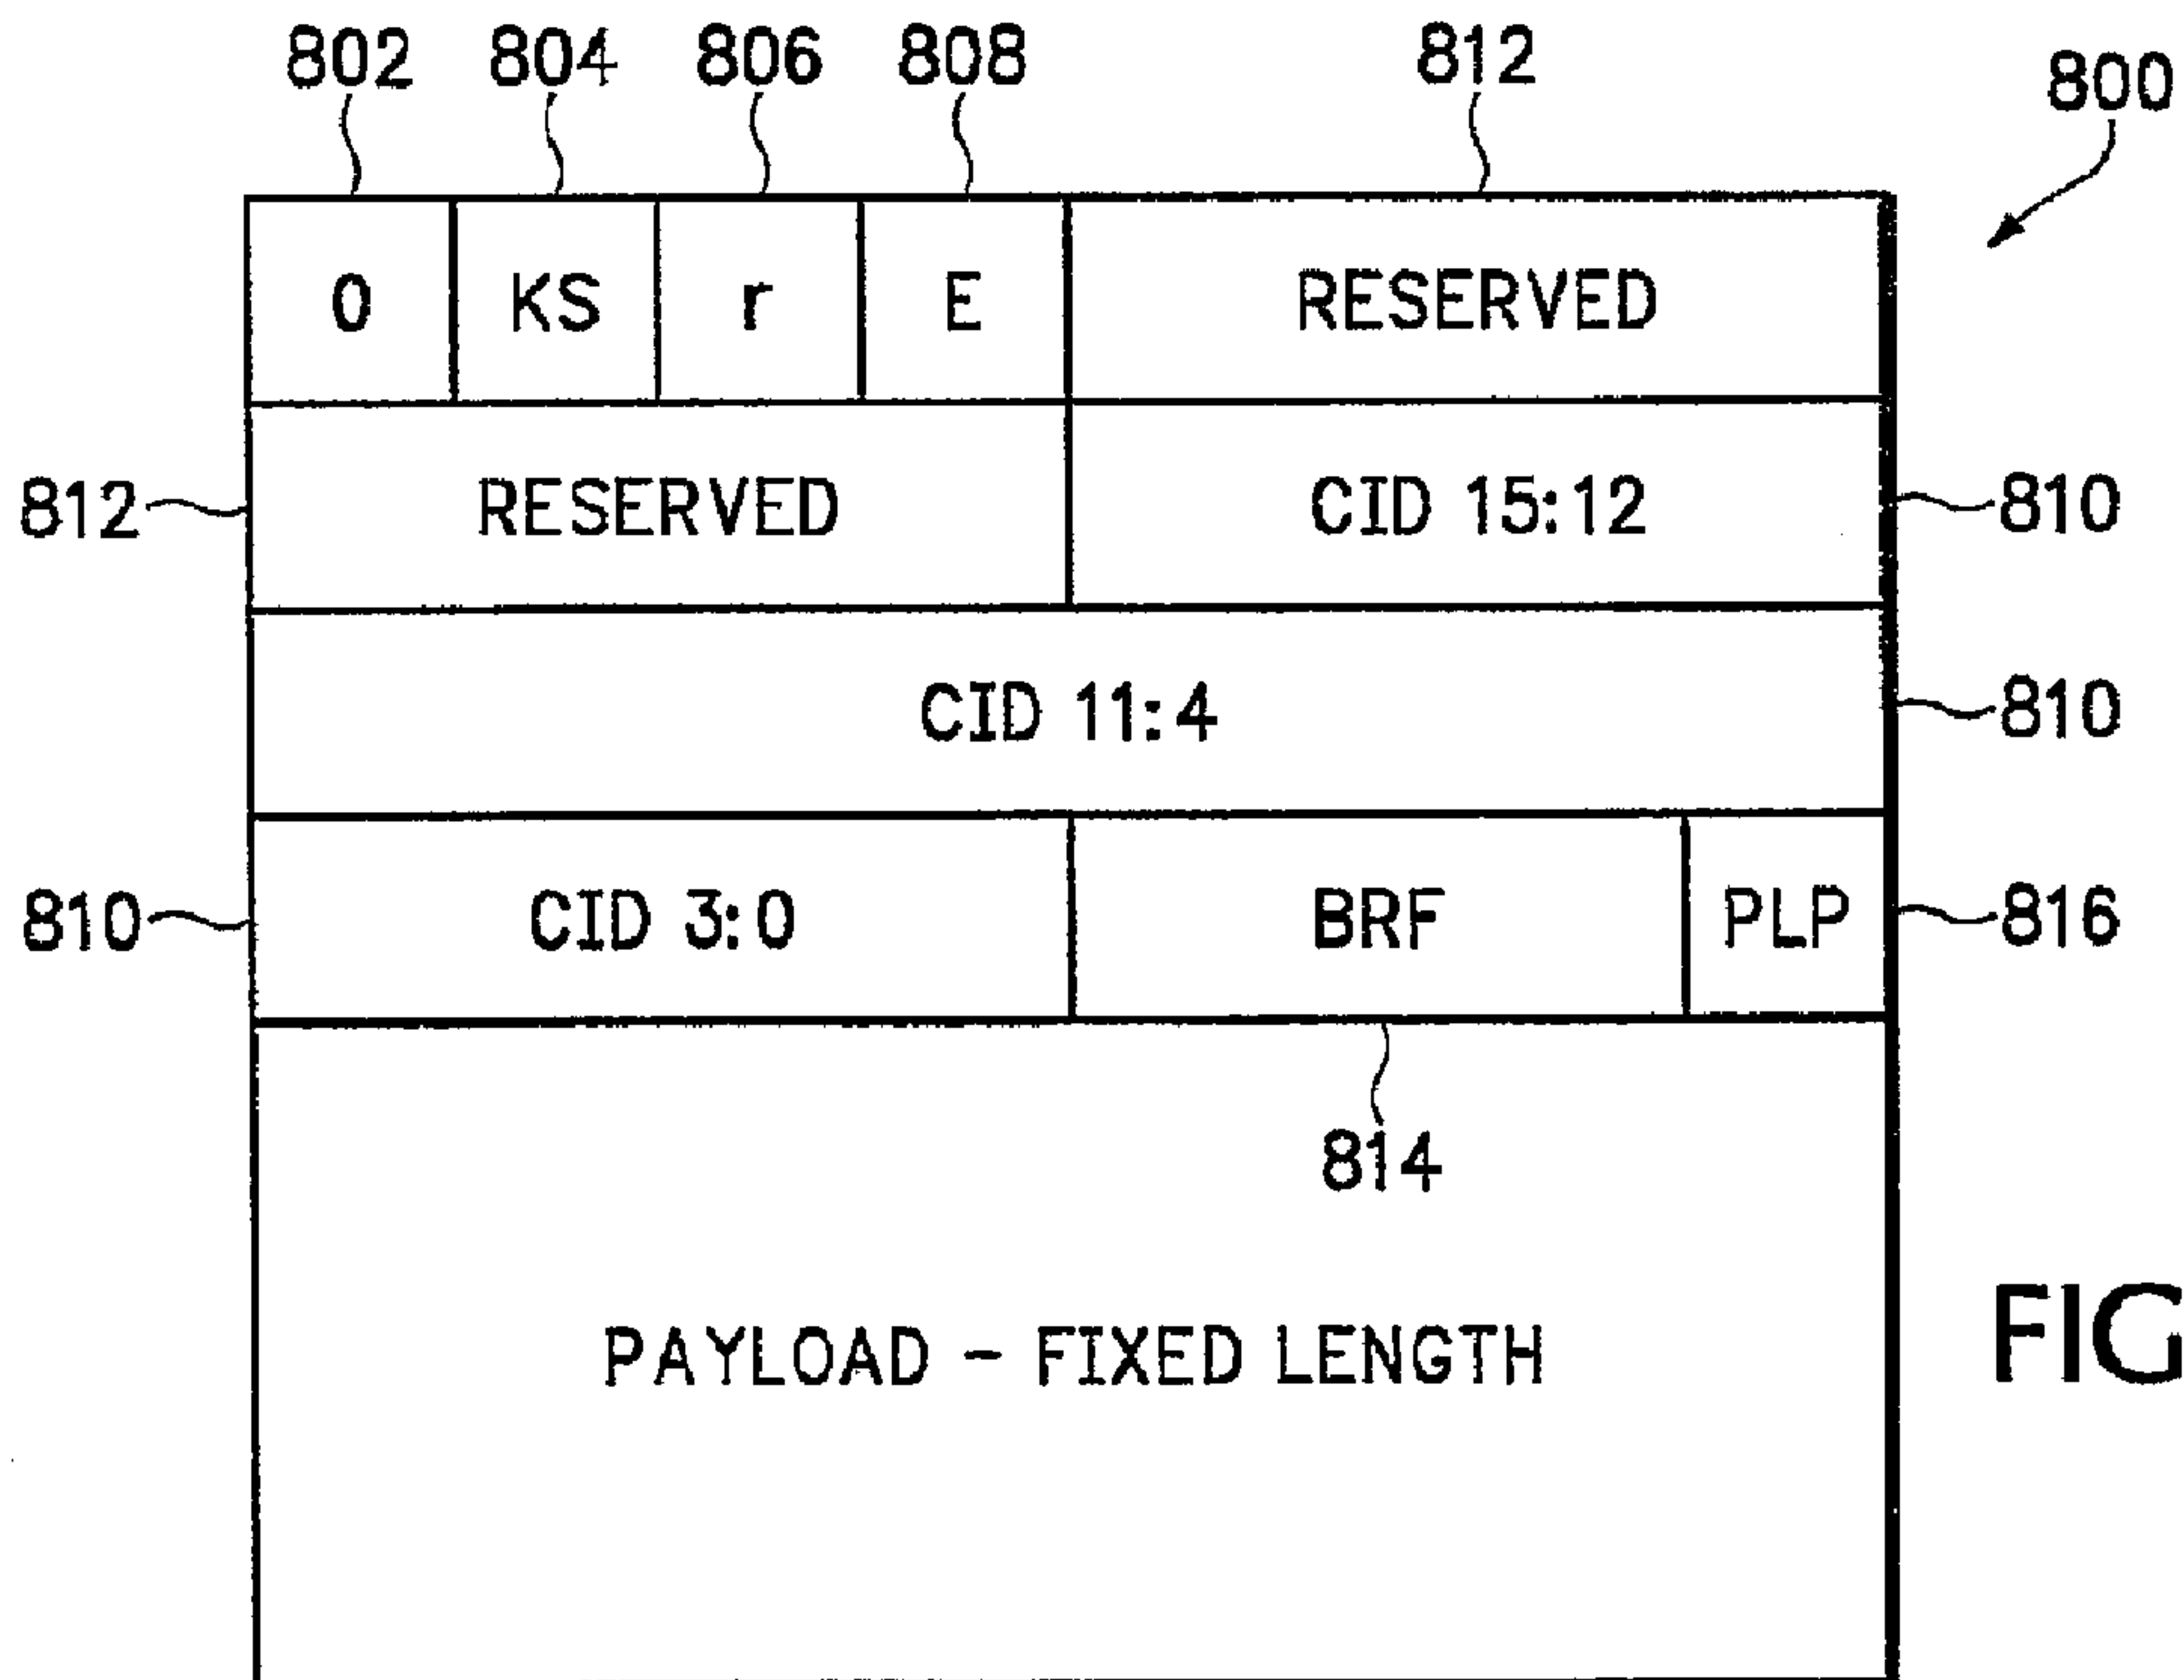 802 804 806 808 812 800
0 KS r E RESERVED
812 RESERVED CID 15:12 810
CID 11:4 810
810 CID 3:0 BRF PLP 816
814
PAYLOAD - FIXED LENGTH
FIG